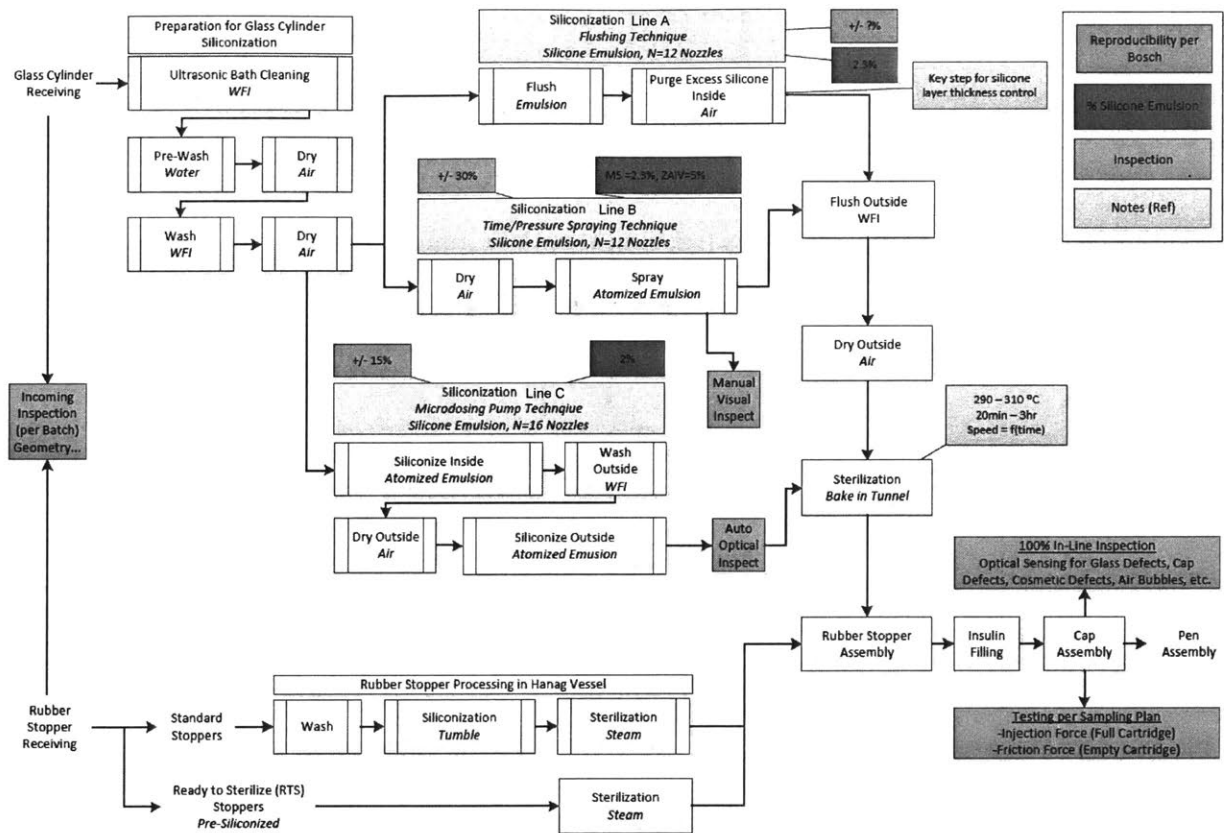 Preparation for Glass Cylinder
Siliconization
Glass Cylinder
Receiving
Ultrasonic Bath Cleaning
WFI
Pre-Wash
Water
Dry
Air
Wash
WFI
Dry
Air
Siliconization Line A
Flushing Technique
Silicone Emulsion, N=12 Nozzles
+/- ?%
2.5%
Flush
Emulsion
Purge Excess Silicone
Inside
Air
Key step for silicone
layer thickness control
Reproducibility per
Bosch
% Silicone Emulsion
Inspection
Notes (Ref)
+/- 30%
MS =2.3%, ZAIV=5%
Siliconization Line B
Time/Pressure Spraying Technique
Silicone Emulsion, N=12 Nozzles
Dry
Air
Spray
Atomized Emulsion
Flush Outside
WFI
Dry Outside
Air
Manual
Visual
Inspect
+/- 15%
2%
Siliconization Line C
Microdosing Pump Technqiue
Silicone Emulsion, N=16 Nozzles
Siliconize Inside
Atomized Emulsion
Wash
Outside
WFI
Dry Outside
Air
Siliconize Outside
Atomized Emusion
Auto
Optical
Inspect
290 – 310 ºC
20min – 3hr
Speed = f(time)
Sterilization
Bake in Tunnel
Incoming
Inspection
(per Batch)
Geometry...
100% In-Line Inspection
Optical Sensing for Glass Defects, Cap
Defects, Cosmetic Defects, Air Bubbles, etc.
Rubber Stopper
Assembly
Insulin
Filling
Cap
Assembly
Pen
Assembly
Testing per Sampling Plan
-Injection Force (Full Cartridge)
-Friction Force (Empty Cartridge)
Rubber Stopper Processing in Hanag Vessel
Rubber
Stopper
Receiving
Standard
Stoppers
Wash
Siliconization
Tumble
Sterilization
Steam
Ready to Sterilize (RTS)
Stoppers
Pre-Siliconized
Sterilization
Steam